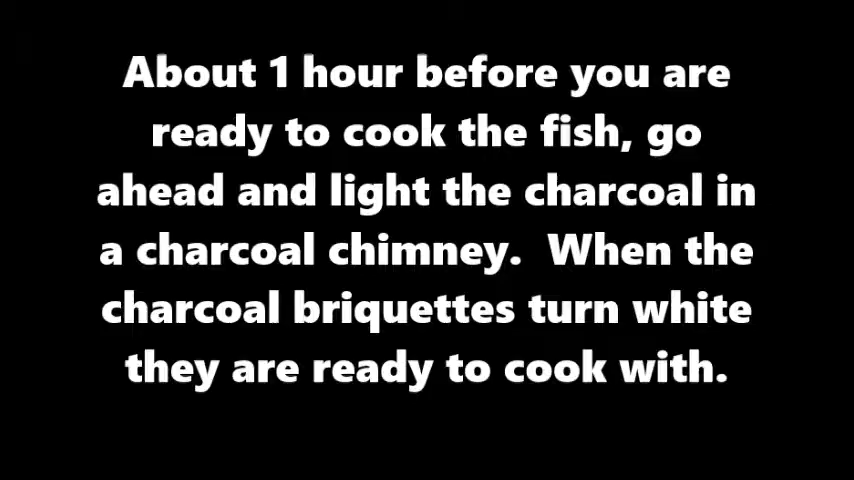 About 1 hour before you are
ready to cook the fish, go
ahead and light the charcoal in
a charcoal chimney.  When the
charcoal briquettes turn white
they are ready to cook with.